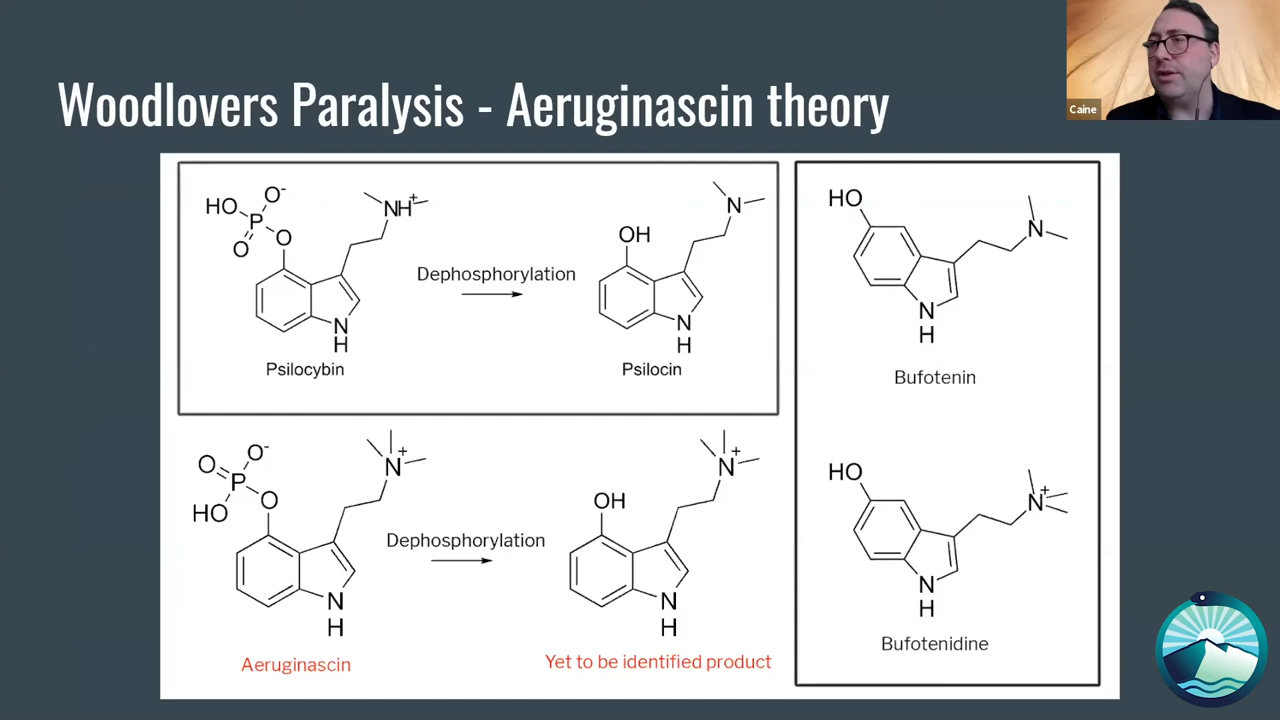 Woodlovers Paralysis - Aeruginascin theory
Caine
HO
O-
P
O
O
NH+
N
H
Psilocybin
Dephosphorylation
OH
N
N
H
Psilocin
HO
N
N
H
Bufotenin
O-
O
P
HO
O
N+
N
H
Aeruginascin
Dephosphorylation
OH
N+
N
H
Yet to be identified product
HO
N+
N
H
Bufotenidine